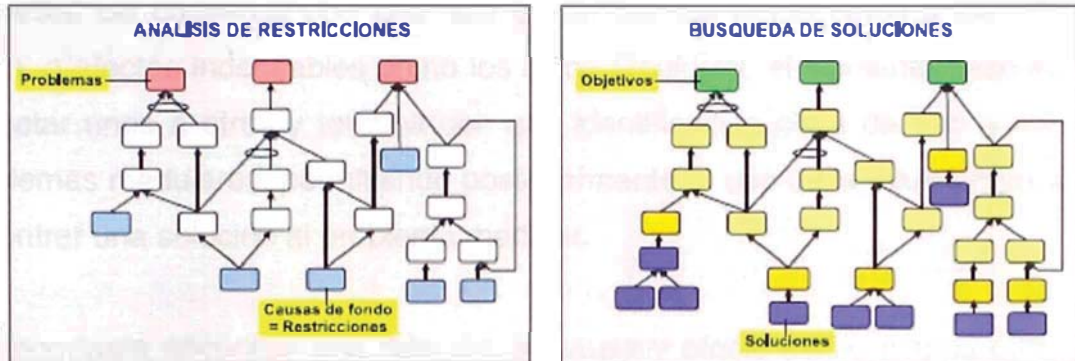 ANALISIS DE RESTRICCIONES
Problemas
Causas de fondo
= Restricciones
BUSQUEDA DE SOLUCIONES
Objetivos
Soluciones